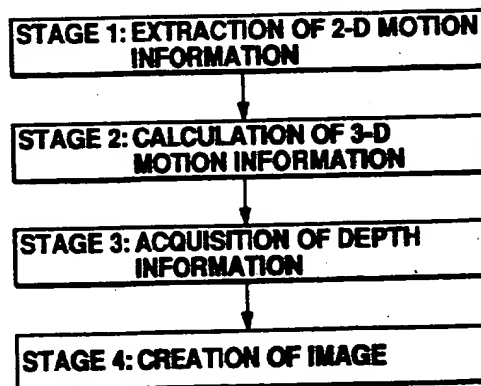 STAGE 1: EXTRACTION OF 2-D MOTION
INFORMATION
STAGE 2: CALCULATION OF 3-D
MOTION INFORMATION
STAGE 3: ACQUISITION OF DEPTH
INFORMATION
STAGE 4: CREATION OF IMAGE